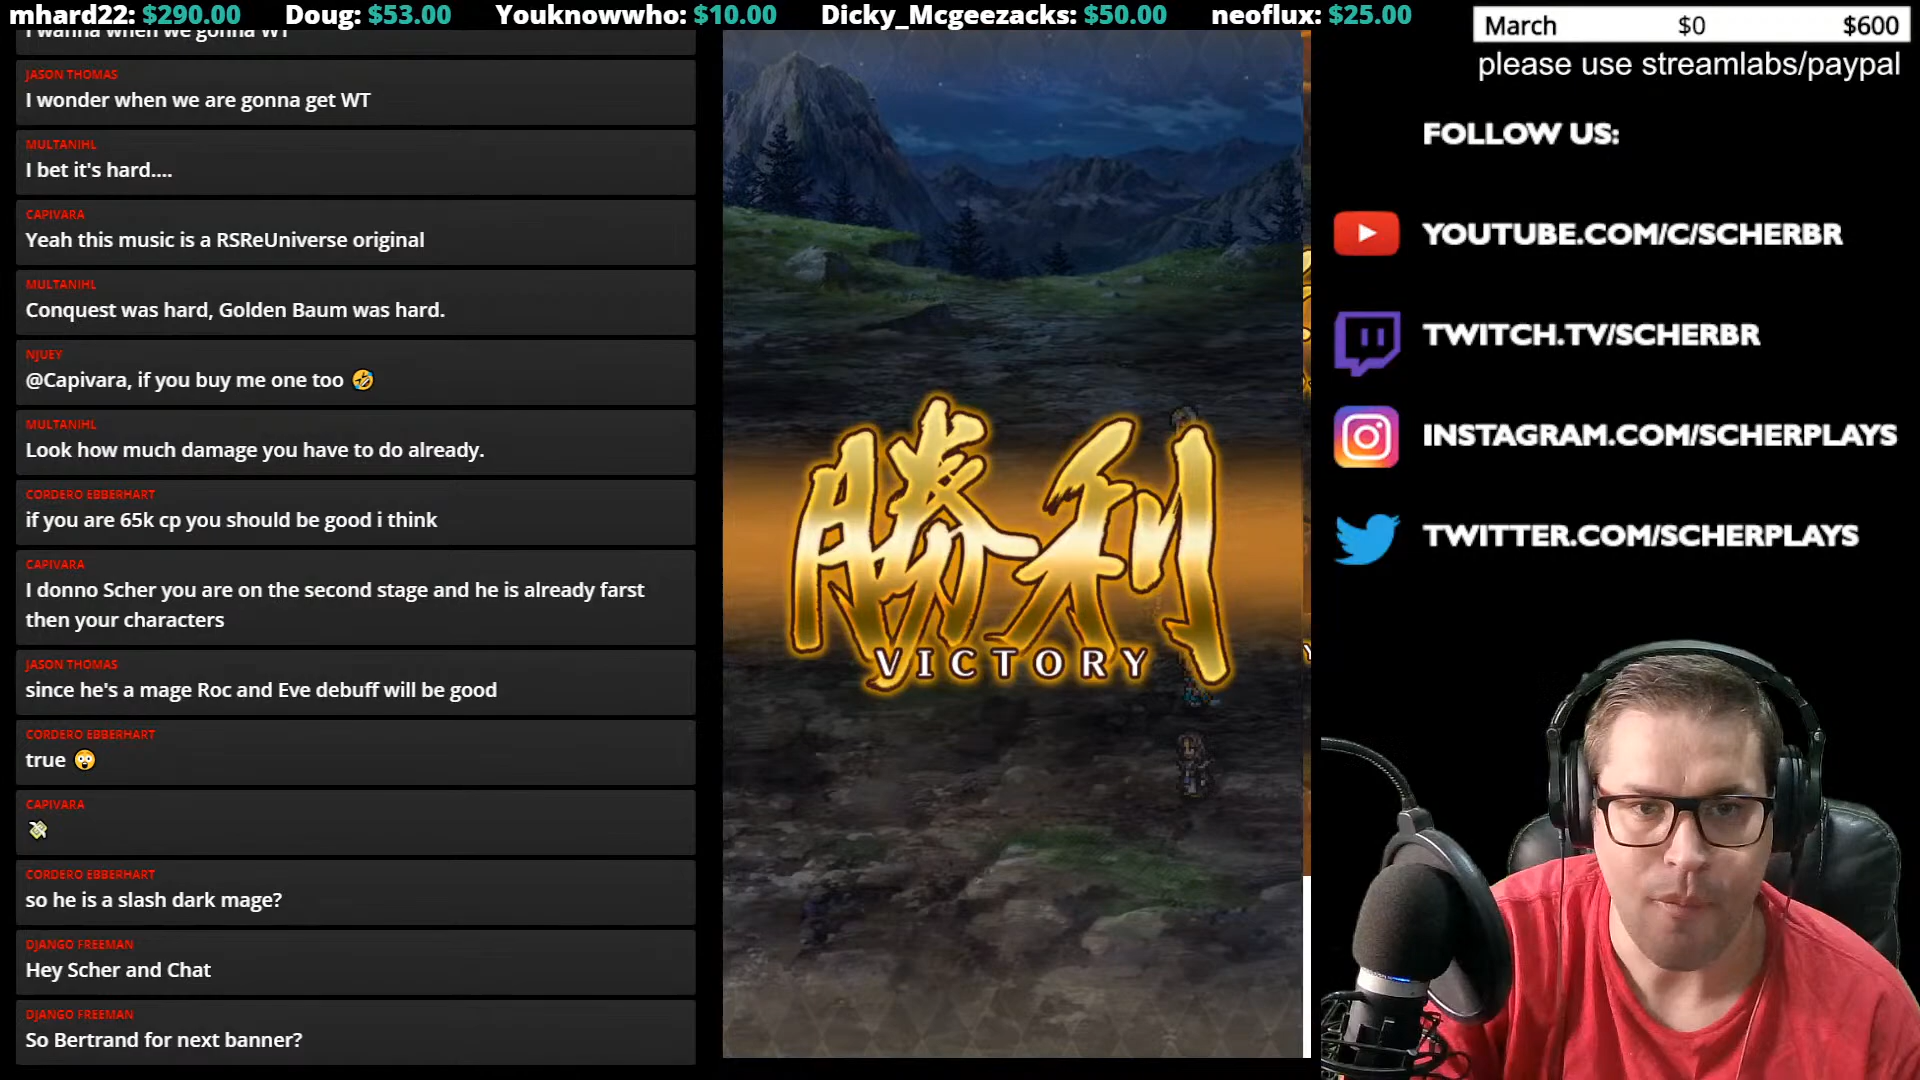 mhard22: $290.00 Doug: $53.00 Youknowwho: $10.00 Dicky_Mcgeezacks: $50.00 neoflux: $25.00
I wanna when we gonna WT
JASON THOMAS
I wonder when we are gonna get WT
MULTANIHL
I bet it's hard....
CAPIVARA
Yeah this music is a RSReUniverse original
MULTANIHL
Conquest was hard, Golden Baum was hard.
NJUEY
@Capivara, if you buy me one too 🤣
MULTANIHL
Look how much damage you have to do already.
CORDERO EBBERHART
if you are 65k cp you should be good i think
CAPIVARA
I donno Scher you are on the second stage and he is already farst
then your characters
JASON THOMAS
since he's a mage Roc and Eve debuff will be good
CORDERO EBBERHART
true 😲
CAPIVARA
💸
CORDERO EBBERHART
so he is a slash dark mage?
DJANGO FREEMAN
Hey Scher and Chat
DJANGO FREEMAN
So Bertrand for next banner?
勝利
VICTORY
March $0 $600
please use streamlabs/paypal
FOLLOW US:
YOUTUBE.COM/C/SCHERBR
TWITCH.TV/SCHERBR
INSTAGRAM.COM/SCHERPLAYS
TWITTER.COM/SCHERPLAYS